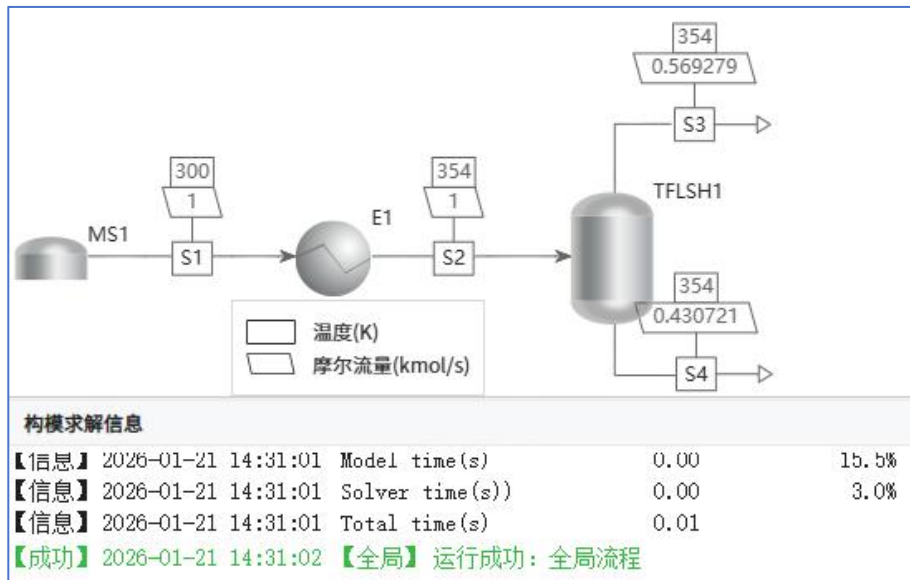 354
0.569279
S3
TFLSH1
300
1
354
1
MS1
E1
S1
S2
354
0.430721
S4
温度(K)
摩尔流量(kmol/s)
构模求解信息
【信息】 2026-01-21 14:31:01 Model time(s) 0.00 15.5%
【信息】 2026-01-21 14:31:01 Solver time(s)) 0.00 3.0%
【信息】 2026-01-21 14:31:01 Total time(s) 0.01
【成功】 2026-01-21 14:31:02 【全局】 运行成功: 全局流程